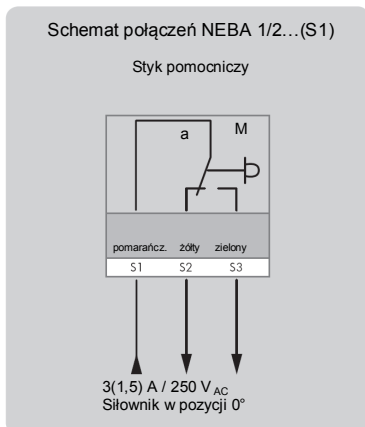 Schemat połączeń NEBA 1/2...(S1)
Styk pomocniczy
a M
pomarańcz. żółty zielony
S1 S2 S3
3(1,5) A / 250 VAC
Siłownik w pozycji 0°